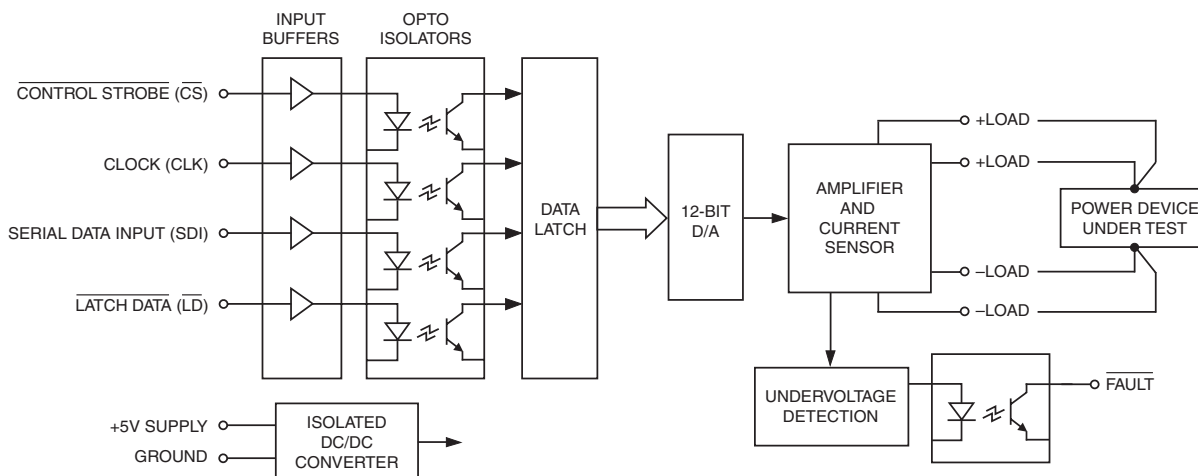 INPUT
BUFFERS
OPTO
ISOLATORS
CONTROL STROBE (CS)
CLOCK (CLK)
SERIAL DATA INPUT (SDI)
LATCH DATA (LD)
DATA
LATCH
12-BIT
D/A
AMPLIFIER
AND
CURRENT
SENSOR
+LOAD
+LOAD
–LOAD
–LOAD
POWER DEVICE
UNDER TEST
UNDERVOLTAGE
DETECTION
FAULT
+5V SUPPLY
GROUND
ISOLATED
DC/DC
CONVERTER